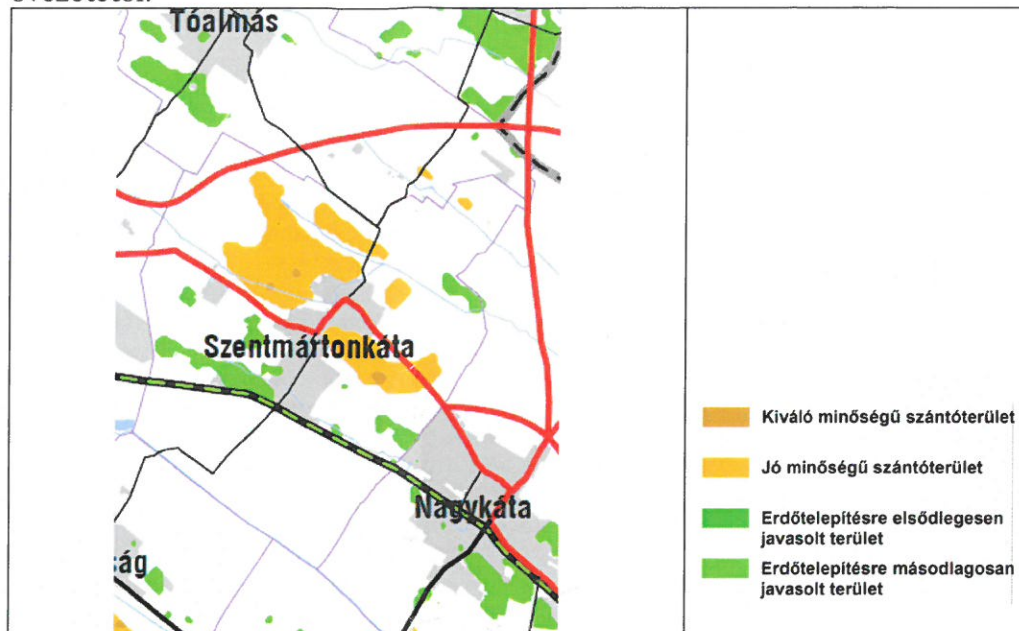 Tóalmás
Szentmártonkáta
Nagykáta
ság
Kiváló minőségű szántóterület
Jó minőségű szántóterület
Erdőtelepítésre elsődlegesen
javasolt terület
Erdőtelepítésre másodlagosan
javasolt terület